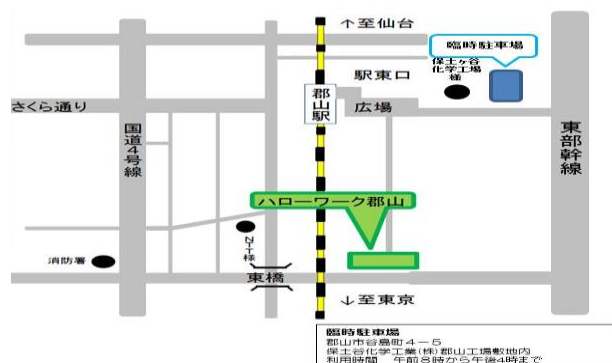 ↑至仙台
臨時駐車場
保土ヶ谷
化学工場
様
駅東口
広場
郡山駅
さくら通り
国道4号線
東部幹線
ハローワーク郡山
NTT様
消防署
東橋
↓至東京
臨時駐車場
郡山市谷島町4-5
保土谷化学工業(株)郡山工場敷地内
利用時間 午前8時から午後4時まで